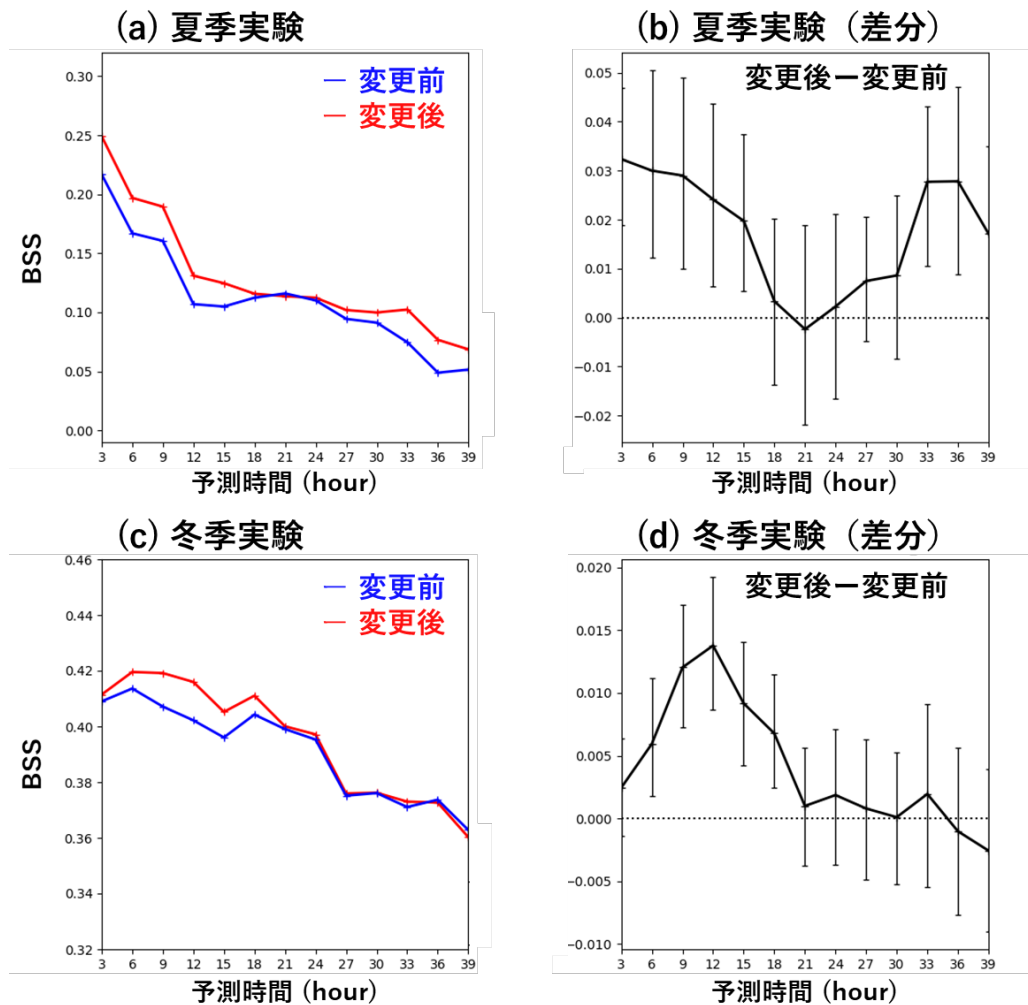 (a) 夏季実験
変更前
変更後
BSS
0.30
0.25
0.20
0.15
0.10
0.05
0.00
3 6 9 12 15 18 21 24 27 30 33 36 39
予測時間 (hour)
(b) 夏季実験（差分）
変更後ー変更前
0.05
0.04
0.03
0.02
0.01
0.00
−0.01
−0.02
3 6 9 12 15 18 21 24 27 30 33 36 39
予測時間 (hour)
(c) 冬季実験
変更前
変更後
BSS
0.46
0.44
0.42
0.40
0.38
0.36
0.34
0.32
3 6 9 12 15 18 21 24 27 30 33 36 39
予測時間 (hour)
(d) 冬季実験（差分）
変更後ー変更前
0.020
0.015
0.010
0.005
0.000
−0.005
−0.010
3 6 9 12 15 18 21 24 27 30 33 36 39
予測時間 (hour)